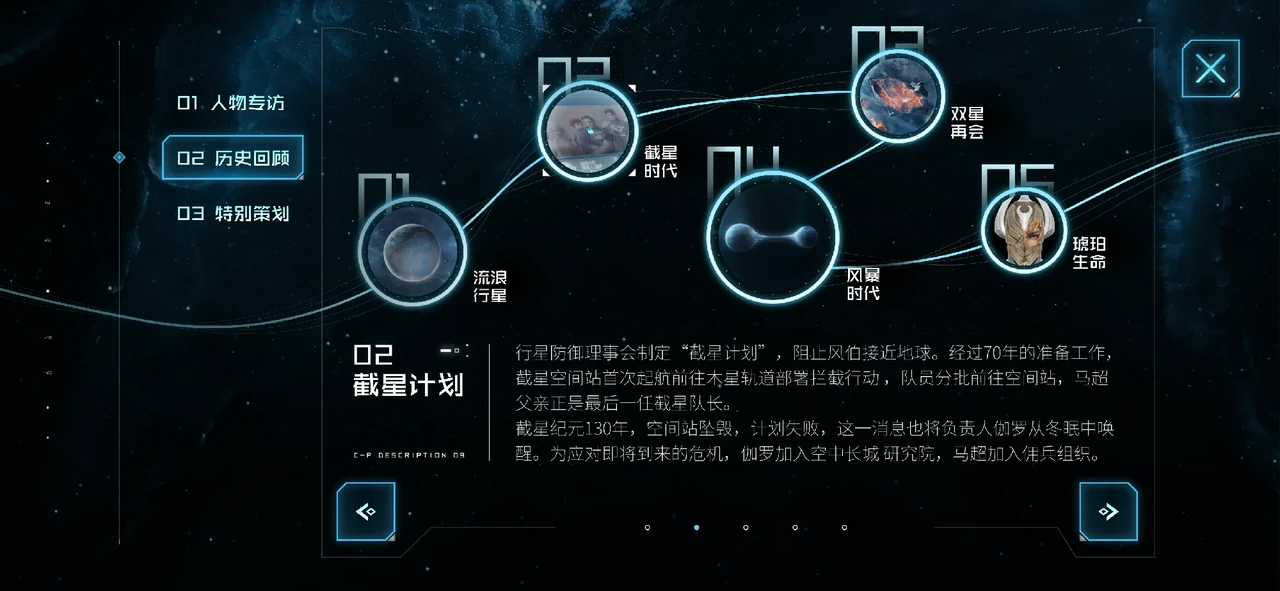 01 人物专访
02 历史回顾
03 特别策划
01
流浪
行星
02
截星
时代
03
双星
再会
04
风暴
时代
05
琥珀
生命
02
截星计划
C-P DESCRIPTION 09
行星防御理事会制定“截星计划”，阻止风伯接近地球。经过70年的准备工作，
截星空间站首次起航前往木星轨道部署拦截行动，队员分批前往空间站，马超
父亲正是最后一任截星队长。
截星纪元130年，空间站坠毁，计划失败，这一消息也将负责人伽罗从冬眠中唤
醒。为应对即将到来的危机，伽罗加入空中长城研究院，马超加入佣兵组织。